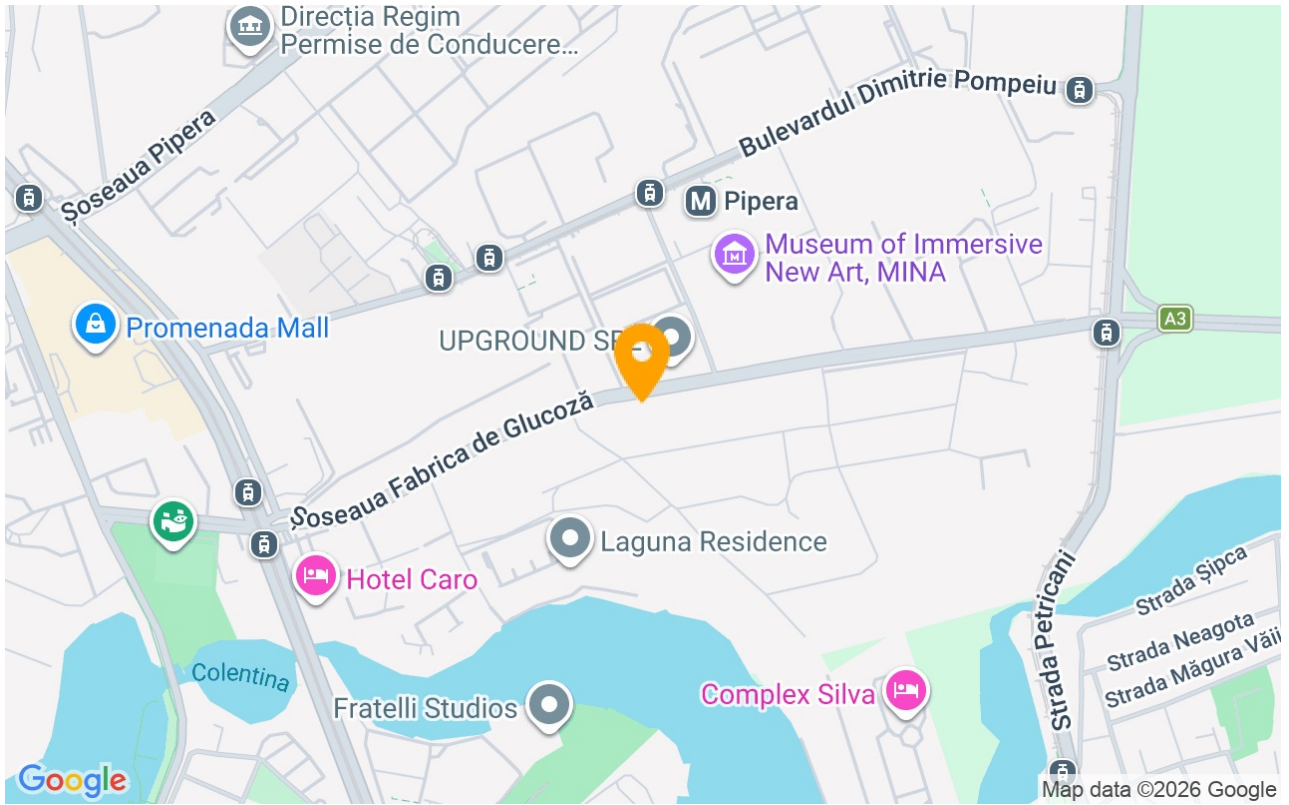 Direcția Regim
Permise de Conducere...
Bulevardul Dimitrie Pompeiu
Șoseaua Pipera
M Pipera
Museum of Immersive
New Art, MINA
Promenada Mall
UPGROUND
A3
Șoseaua Fabrica de Glucoză
Laguna Residence
Hotel Caro
Strada Șipca
Strada Neagota
Strada Măgura Văii
Strada Petricani
Colentina
Complex Silva
Fratelli Studios
Google
Map data ©2026 Google